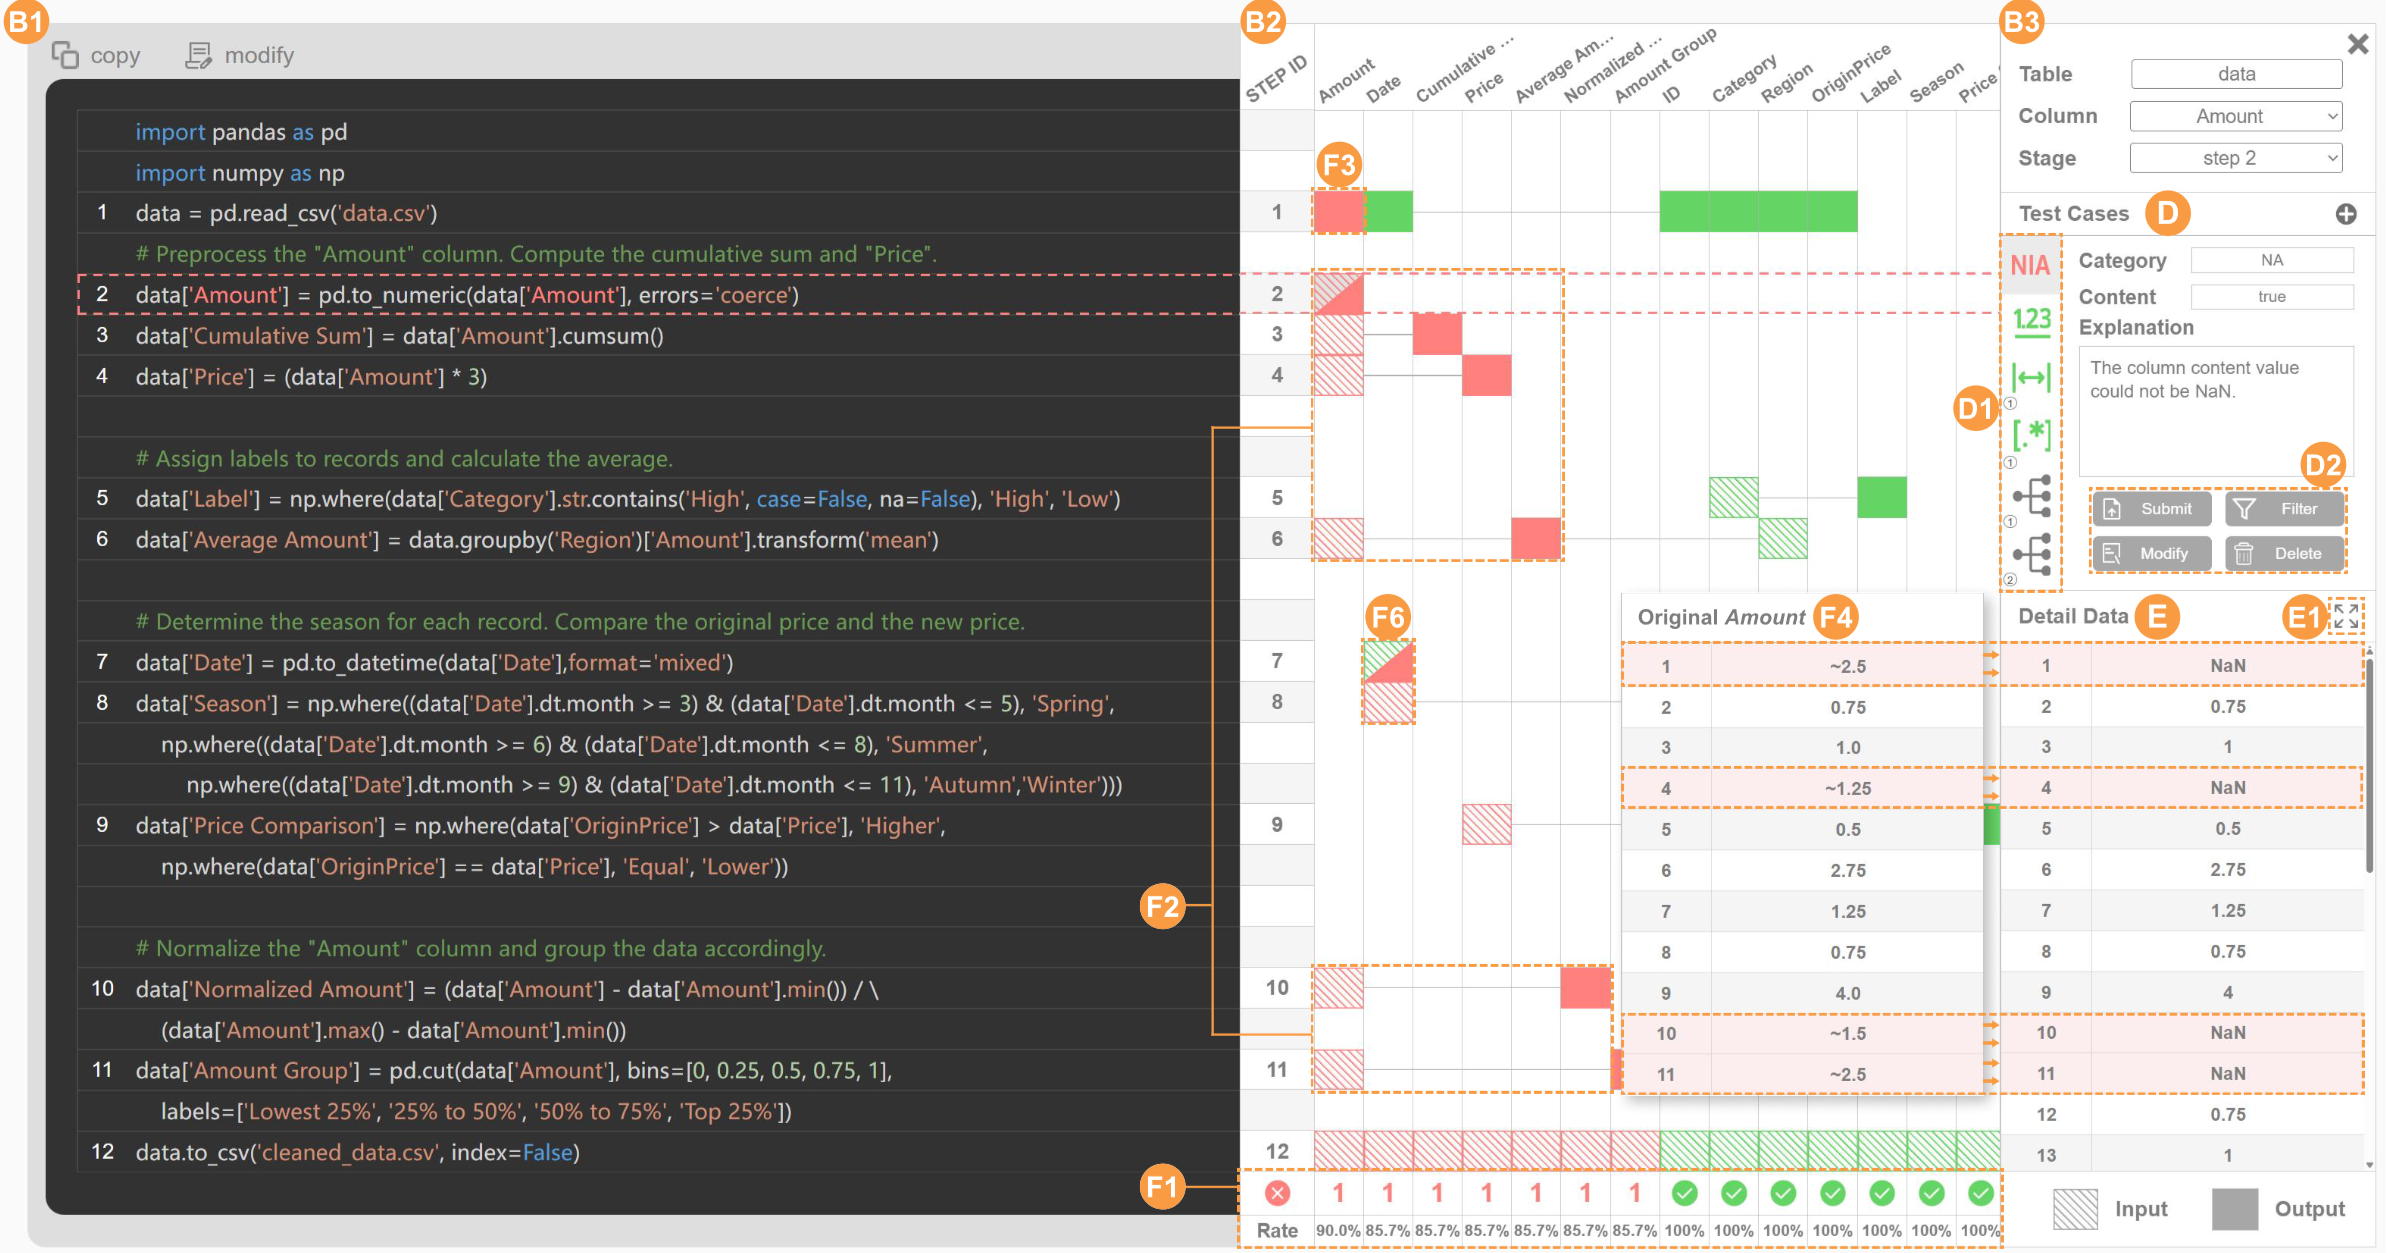 B1
copy modify
import pandas as pd
import numpy as np
1 data = pd.read_csv('data.csv')
# Preprocess the "Amount" column. Compute the cumulative sum and "Price".
2 data['Amount'] = pd.to_numeric(data['Amount'], errors='coerce')
3 data['Cumulative Sum'] = data['Amount'].cumsum()
4 data['Price'] = (data['Amount'] * 3)
# Assign labels to records and calculate the average.
5 data['Label'] = np.where(data['Category'].str.contains('High', case=False, na=False), 'High', 'Low')
6 data['Average Amount'] = data.groupby('Region')['Amount'].transform('mean')
# Determine the season for each record. Compare the original price and the new price.
7 data['Date'] = pd.to_datetime(data['Date'],format='mixed')
8 data['Season'] = np.where((data['Date'].dt.month >= 3) & (data['Date'].dt.month <= 5), 'Spring',
np.where((data['Date'].dt.month >= 6) & (data['Date'].dt.month <= 8), 'Summer',
np.where((data['Date'].dt.month >= 9) & (data['Date'].dt.month <= 11), 'Autumn','Winter')))
9 data['Price Comparison'] = np.where(data['OriginPrice'] > data['Price'], 'Higher',
np.where(data['OriginPrice'] == data['Price'], 'Equal', 'Lower'))
# Normalize the "Amount" column and group the data accordingly.
10 data['Normalized Amount'] = (data['Amount'] - data['Amount'].min()) / \
(data['Amount'].max() - data['Amount'].min())
11 data['Amount Group'] = pd.cut(data['Amount'], bins=[0, 0.25, 0.5, 0.75, 1],
labels=['Lowest 25%', '25% to 50%', '50% to 75%', 'Top 25%'])
12 data.to_csv('cleaned_data.csv', index=False)
F2
F1
B2
STEP ID
Amount
Date
Cumulative ...
Price
Average Am...
Normalized ...
Amount Group
ID
Category
Region
OriginPrice
Label
Season
Price
F3
1
2
3
4
5
6
F6
7
8
9
10
11
12
1 1 1 1 1 1 1
Rate 90.0% 85.7% 85.7% 85.7% 85.7% 85.7% 85.7% 100% 100% 100% 100% 100% 100% 100%
Original Amount F4
1 ~2.5
2 0.75
3 1.0
4 ~1.25
5 0.5
6 2.75
7 1.25
8 0.75
9 4.0
10 ~1.5
11 ~2.5
B3
Table data
Column Amount
Stage step 2
Test Cases D
D1
NIA
1.23
[.*]
1
1
1
2
Category NA
Content true
Explanation
The column content value
could not be NaN.
D2
Submit Filter
Modify Delete
Detail Data E E1
1 NaN
2 0.75
3 1
4 NaN
5 0.5
6 2.75
7 1.25
8 0.75
9 4
10 NaN
11 NaN
12 0.75
13 1
Input Output